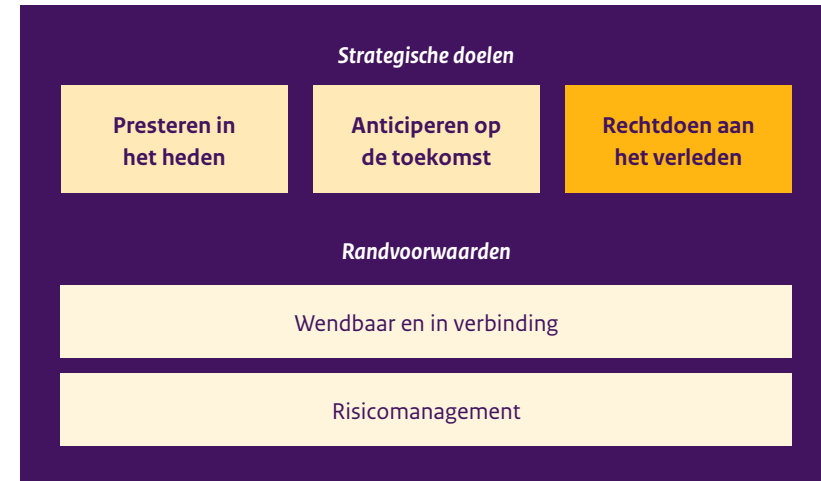 Strategische doelen
Presteren in
het heden
Anticiperen op
de toekomst
Rechtdoen aan
het verleden
Randvoorwaarden
Wendbaar en in verbinding
Risicomanagement